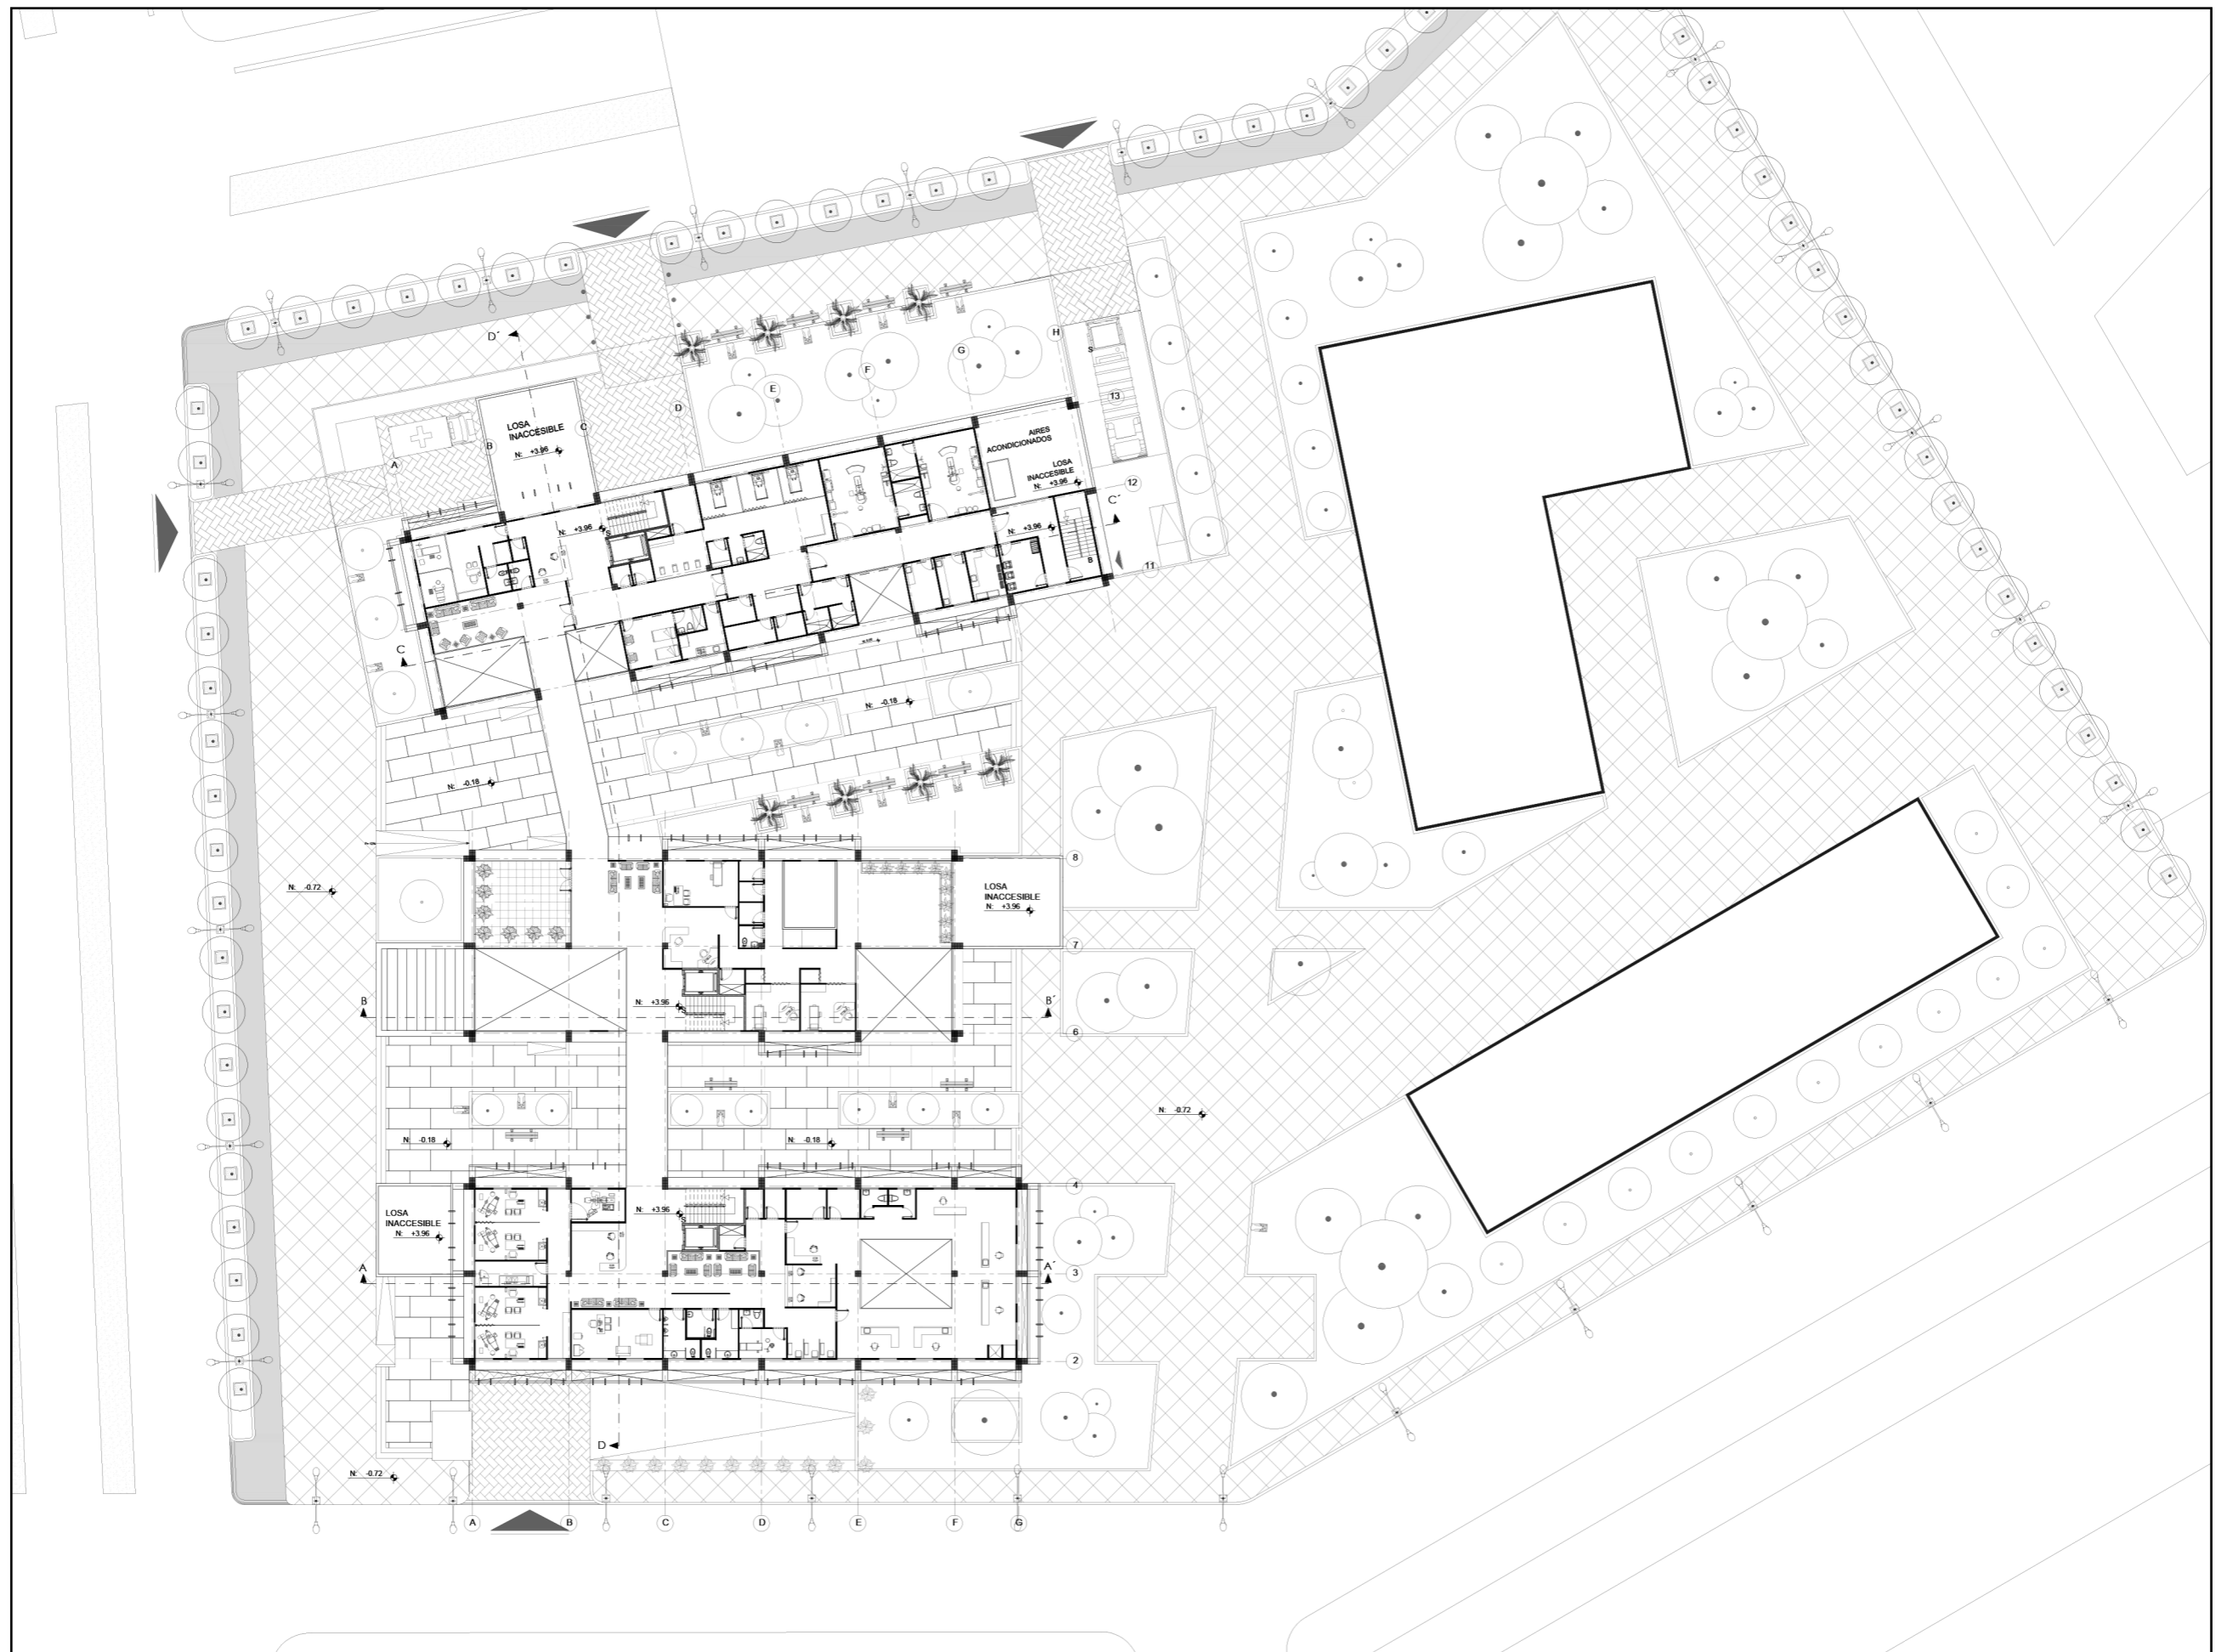 H
D´
G
F
E
13
D
LOSA
INACCÉSIBLE
N: +3.96
C
B
A
S
AIRES
ACONDICIONADOS
LOSA
INACCESIBLE
N: +3.96
12
C´
N: +3.96
S
N: +3.96
B
11
C
N: -0.18
N: -0.18
8
N: -0.72
LOSA
INACCESIBLE
N: +3.96
7
B
N: +3.96
S
B´
6
N: -0.72
N: -0.18
N: -0.18
4
LOSA
INACCESIBLE
N: +3.96
N: +3.96
S
A
A´
3
2
D
N: -0.72
A
B
C
D
E
F
G